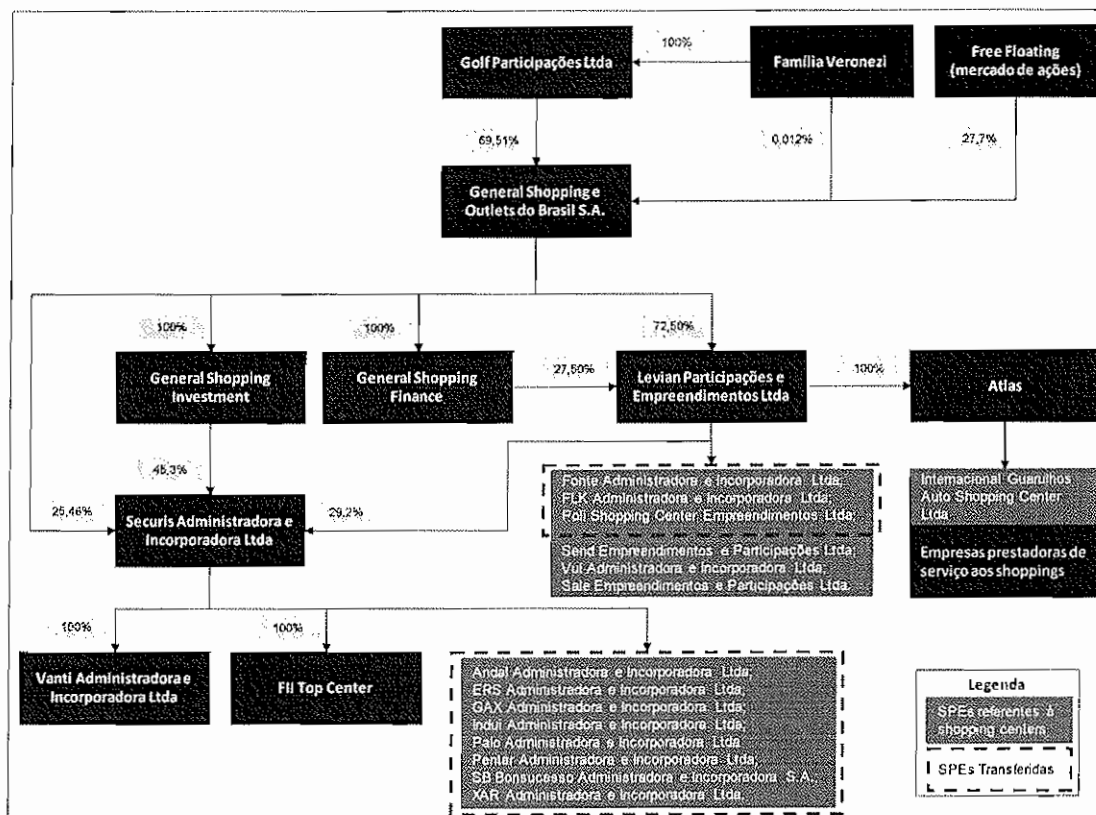 Golf Participações Ltda
100%
Família Veronezi
Free Floating
(mercado de ações)
69,51%
0,012%
27,7%
General Shopping e
Outlets do Brasil S.A.
100%
100%
72,50%
General Shopping
Investment
General Shopping
Finance
27,50%
Levian Participações e
Empreendimentos Ltda
100%
Atlas
45,3%
25,46%
Securis Administradora e
Incorporadora Ltda
29,2%
Fonte Administradora e Incorporadora Ltda;
FLK Administradora e Incorporadora Ltda;
Poli Shopping Center Empreendimentos Ltda;
Send Empreendimentos e Participações Ltda;
Vul Administradora e Incorporadora Ltda;
Sale Empreendimentos e Participações Ltda.
Internacional Guarulhos
Auto Shopping Center
Ltda
Empresas prestadoras de
serviço aos shoppings
100%
100%
Vanti Administradora e
Incorporadora Ltda
FII Top Center
Andal Administradora e Incorporadora Ltda;
ERS Administradora e Incorporadora Ltda;
GAX Administradora e Incorporadora Ltda;
Indui Administradora e Incorporadora Ltda;
Palo Administradora e Incorporadora Ltda
Pentar Administradora e Incorporadora Ltda;
SB Bonsucesso Administradora e Incorporadora S.A.,
XAR Administradora e Incorporadora Ltda.
Legenda
SPEs referentes à
shopping centers
SPEs Transferidas